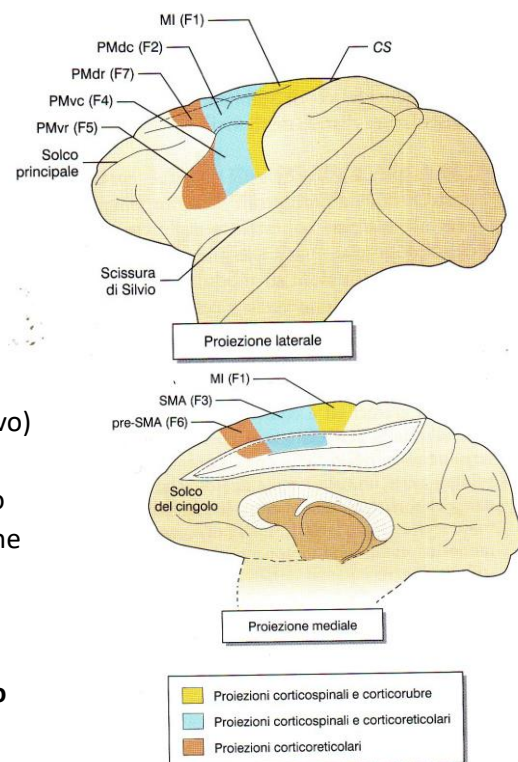 MI (F1)
PMdc (F2)
CS
PMdr (F7)
PMvc (F4)
PMvr (F5)
Solco
principale
Scissura
di Silvio
Proiezione laterale
MI (F1)
vo)
SMA (F3)
pre-SMA (F6)
o
ne
Solco
del cingolo
Proiezione mediale
o
Proiezioni corticospinali e corticorubre
Proiezioni corticospinali e corticoreticolari
Proiezioni corticoreticolari